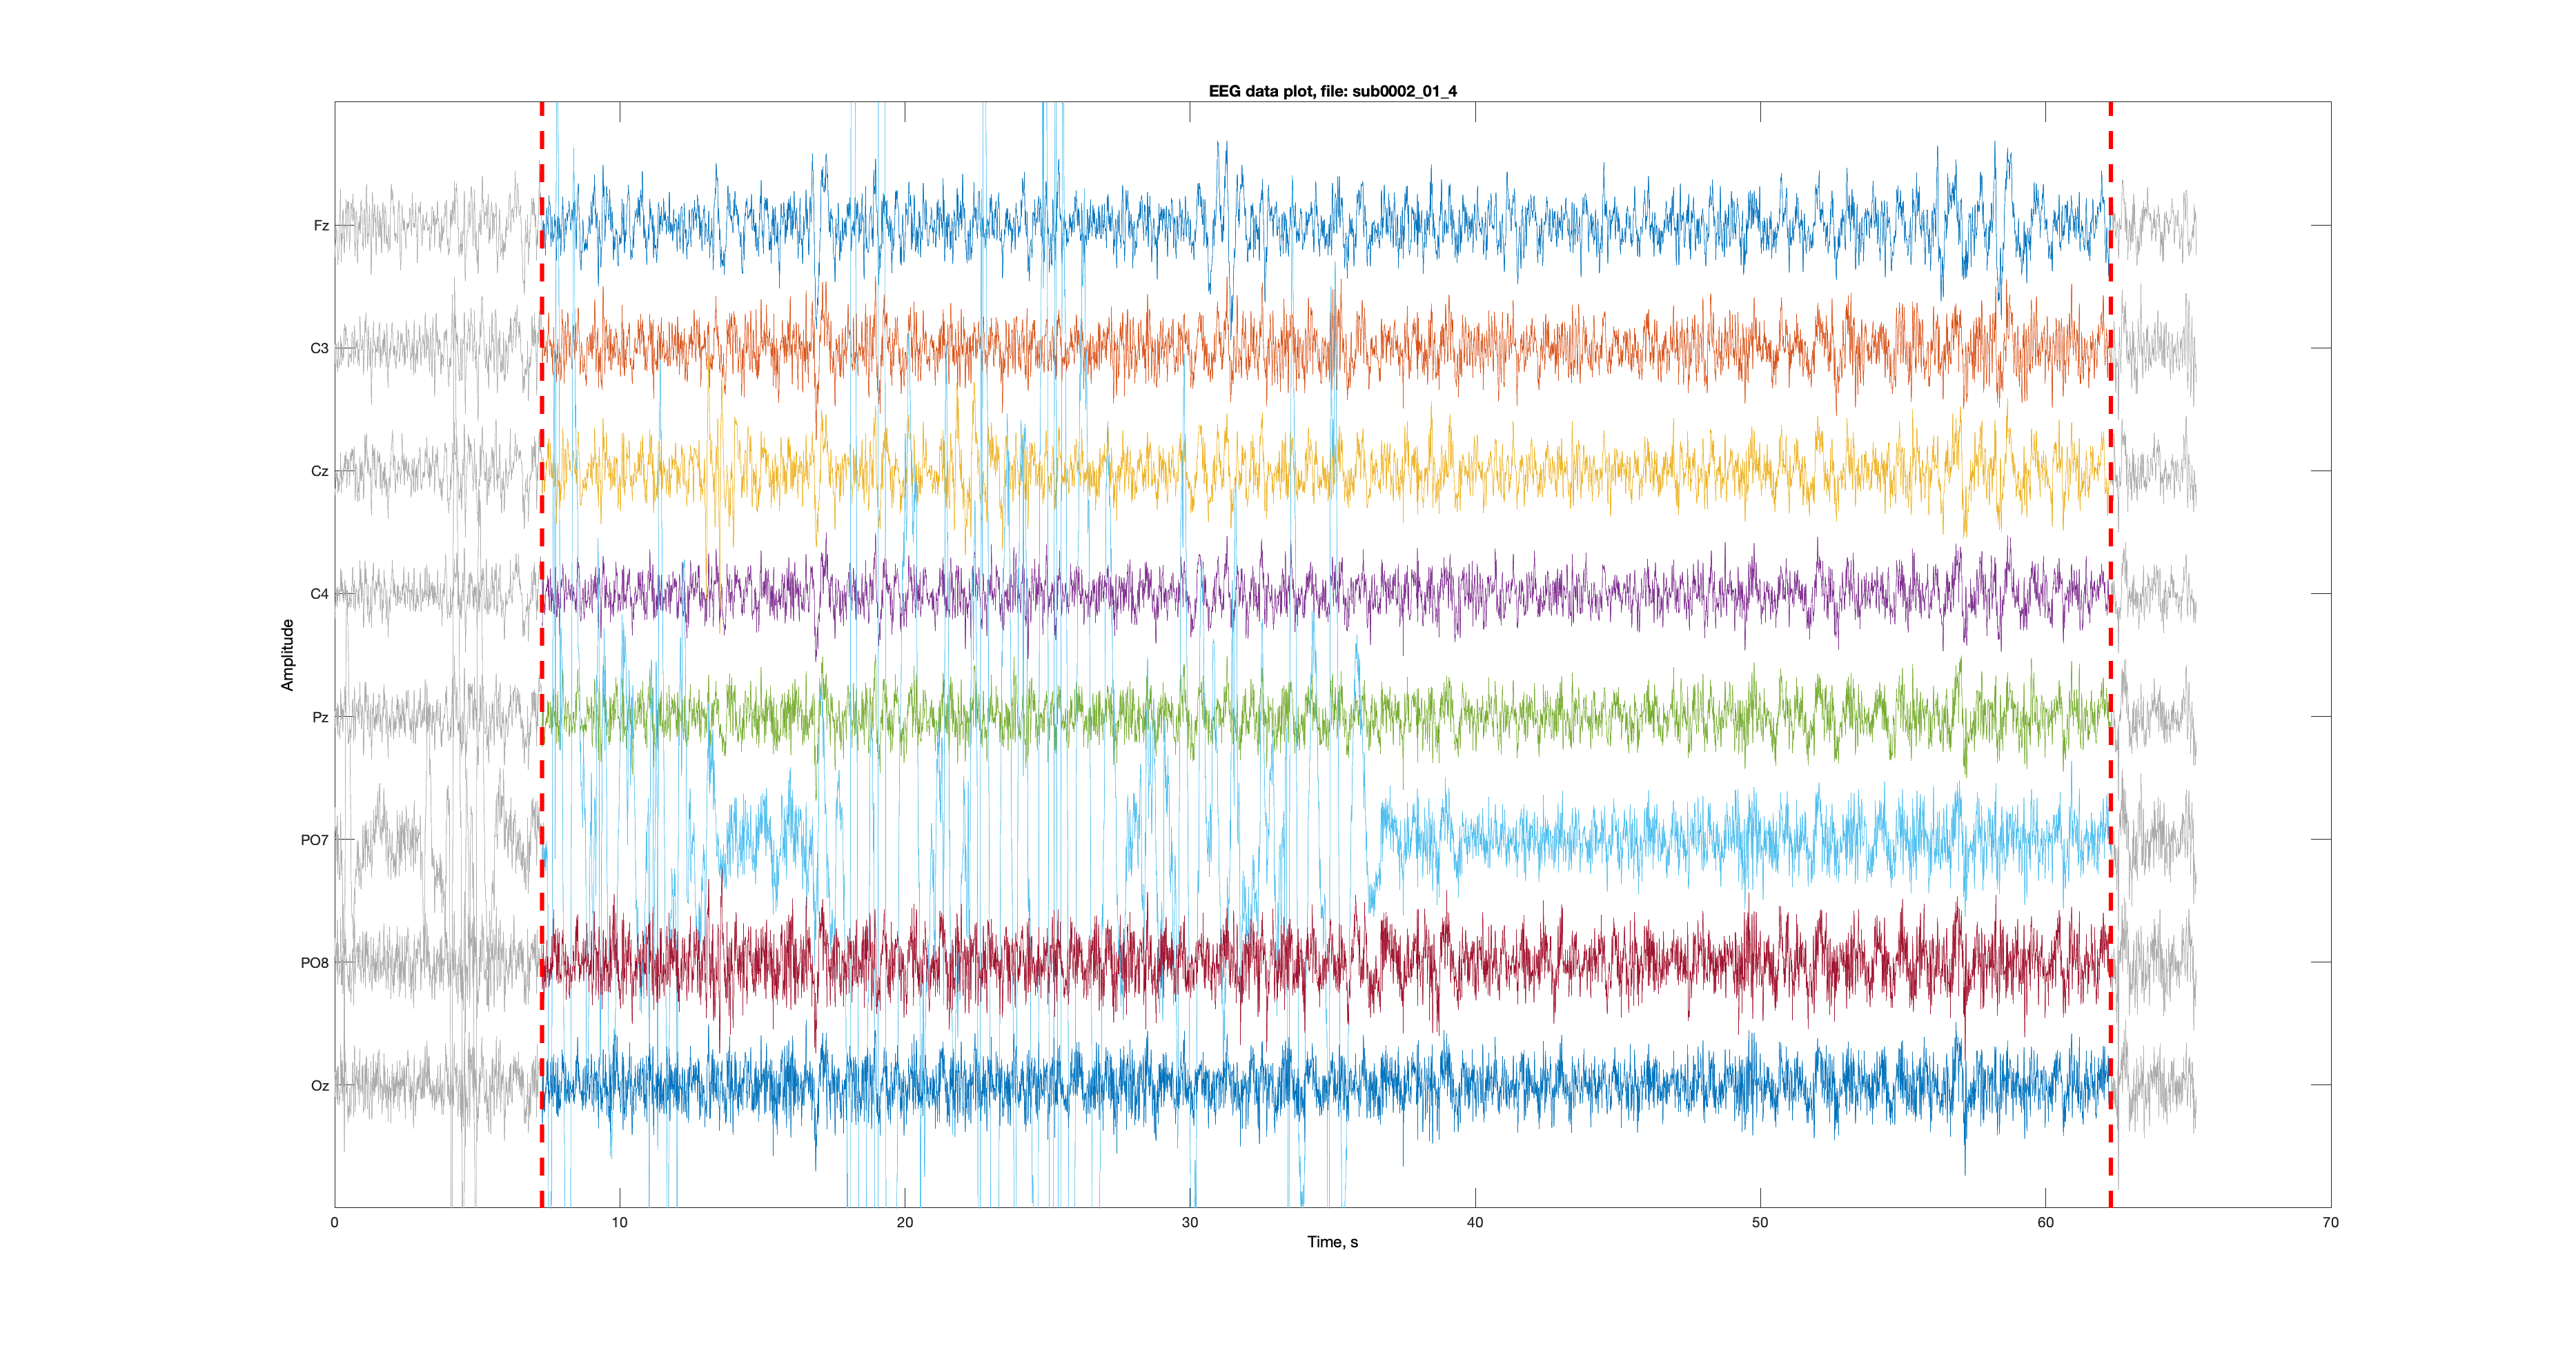 EEG data plot, file: sub0002_01_4
Fz
C3
Cz
C4
Pz
PO7
PO8
Oz
Amplitude
0 10 20 30 40 50 60 70
Time, s